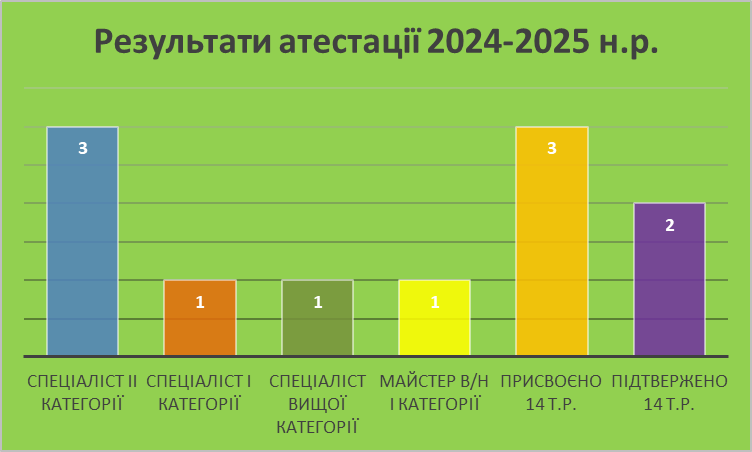 Результати атестації 2024-2025 н.р.
3
1
1
1
3
2
СПЕЦІАЛІСТ ІІ
КАТЕГОРІЇ
СПЕЦІАЛІСТ І
КАТЕГОРІЇ
СПЕЦІАЛІСТ
ВИЩОЇ
КАТЕГОРІЇ
МАЙСТЕР В/Н
І КАТЕГОРІЇ
ПРИСВОЄНО
14 Т.Р.
ПІДТВЕРЖЕНО
14 Т.Р.